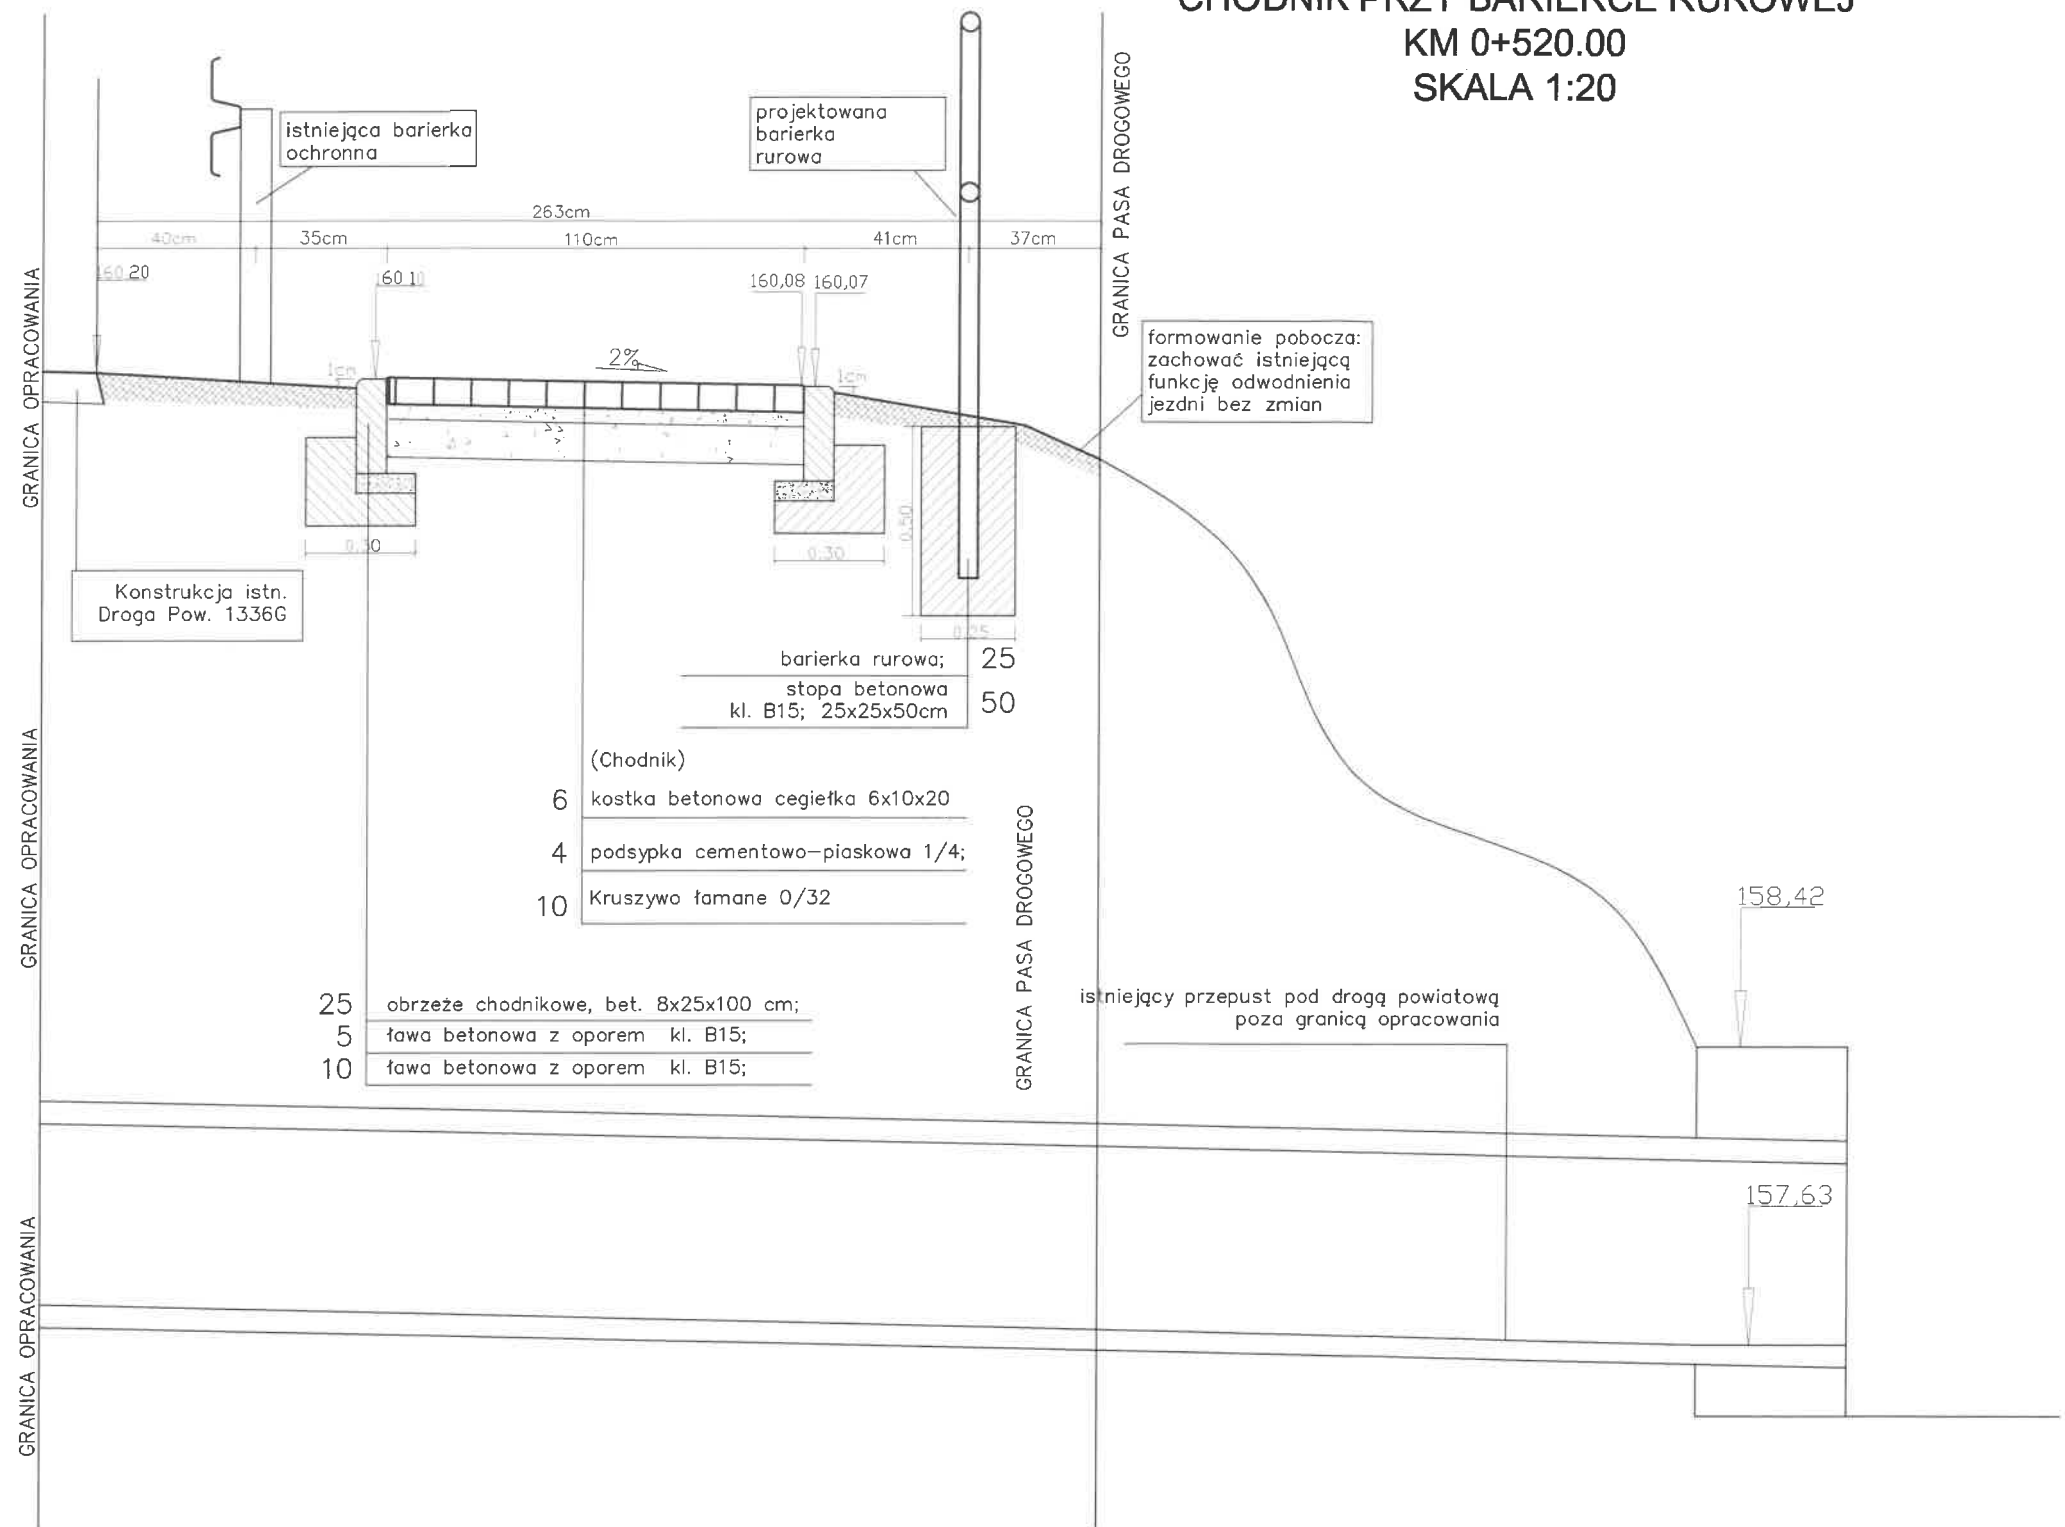 CHODNIK PRZY BARIERCE RUROWEJ
KM 0+520.00
SKALA 1:20
istniejąca barierka
ochronna
projektowana
barierka
rurowa
GRANICA PASA DROGOWEGO
263cm
40cm
35cm
110cm
41cm
37cm
160.20
160.10
160,08
160,07
GRANICA OPRACOWANIA
1cm
2%
1cm
formowanie pobocza:
zachować istniejącą
funkcję odwodnienia
jezdni bez zmian
0.30
0.30
0.50
0.25
Konstrukcja istn.
Droga Pow. 1336G
barierka rurowa; 25
stopa betonowa
kl. B15; 25x25x50cm 50
(Chodnik)
6 kostka betonowa cegiełka 6x10x20
4 podsypka cementowo-piaskowa 1/4;
10 Kruszywo łamane 0/32
GRANICA OPRACOWANIA
GRANICA PASA DROGOWEGO
158,42
25 obrzeże chodnikowe, bet. 8x25x100 cm;
5 ława betonowa z oporem kl. B15;
10 ława betonowa z oporem kl. B15;
istniejący przepust pod drogą powiatową
poza granicą opracowania
157,63
GRANICA OPRACOWANIA